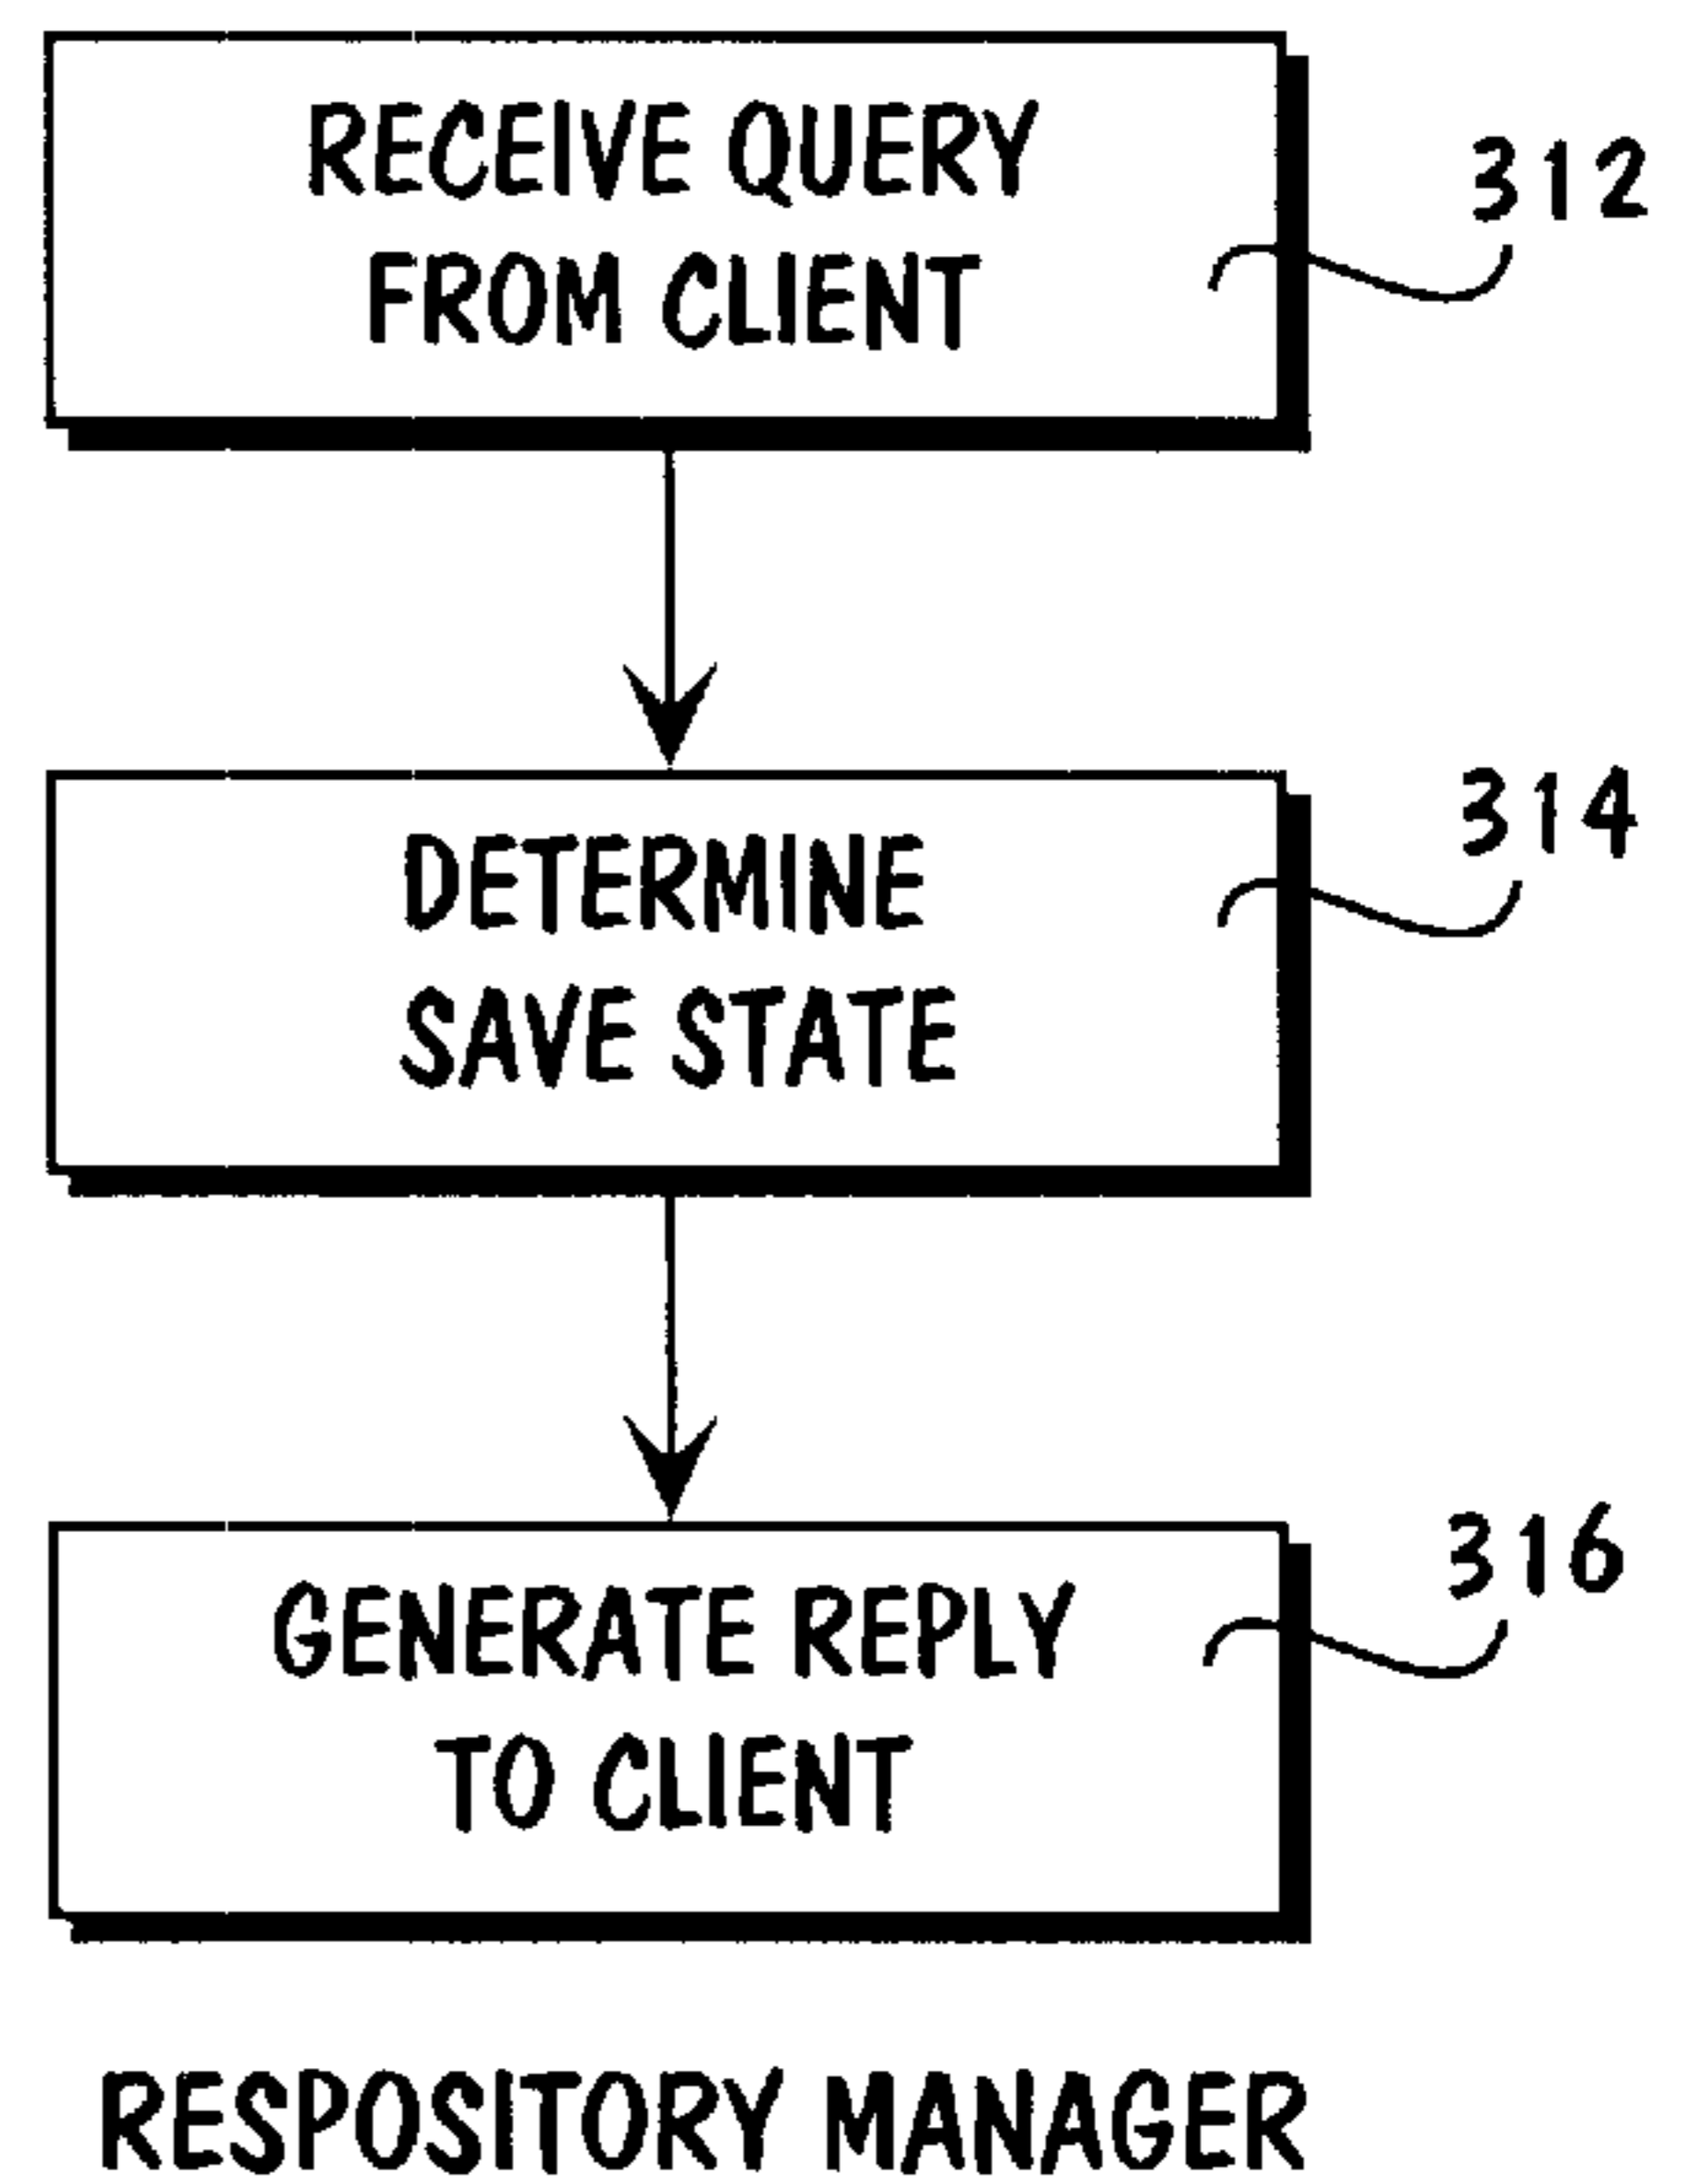 RECEIVE QUERY
FROM CLIENT
312
DETERMINE
SAVE STATE
314
GENERATE REPLY
TO CLIENT
316
RESPOSITORY MANAGER